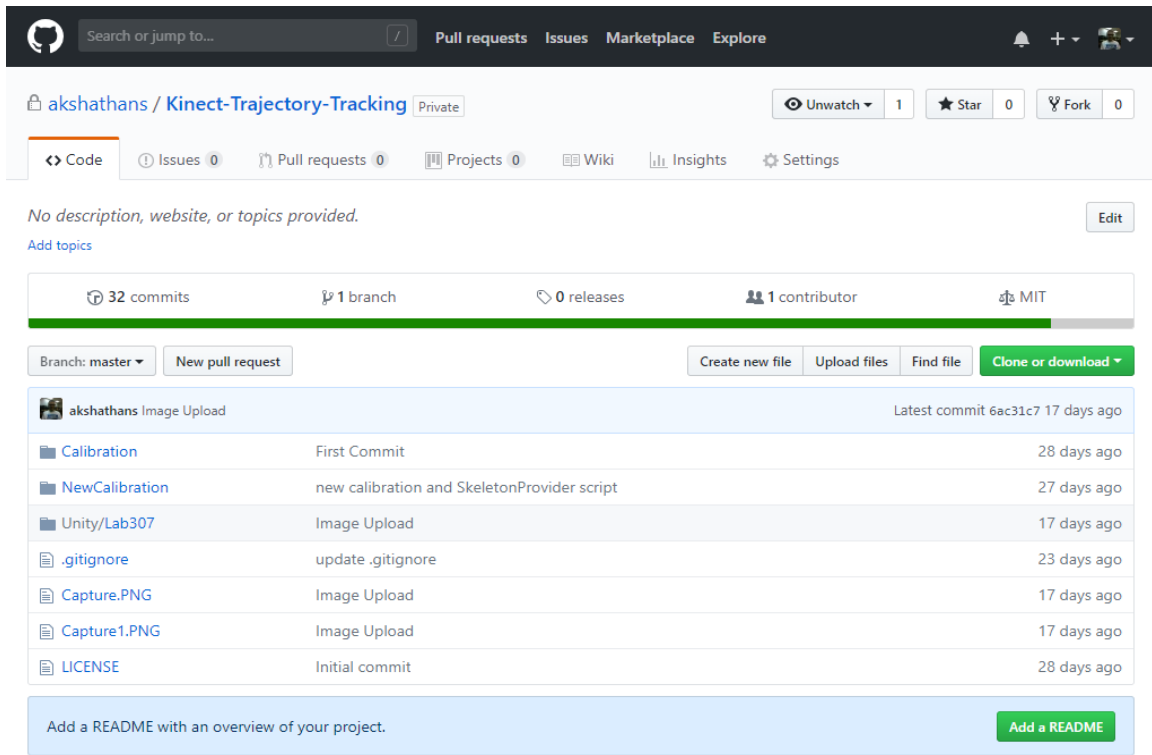 Search or jump to... / Pull requests Issues Marketplace Explore
akshathans / Kinect-Trajectory-Tracking Private Unwatch 1 Star 0 Fork 0
Code Issues 0 Pull requests 0 Projects 0 Wiki Insights Settings
No description, website, or topics provided. Edit
Add topics
32 commits 1 branch 0 releases 1 contributor MIT
Branch: master New pull request Create new file Upload files Find file Clone or download
akshathans Image Upload Latest commit 6ac31c7 17 days ago
Calibration First Commit 28 days ago
NewCalibration new calibration and SkeletonProvider script 27 days ago
Unity/Lab307 Image Upload 17 days ago
.gitignore update .gitignore 23 days ago
Capture.PNG Image Upload 17 days ago
Capture1.PNG Image Upload 17 days ago
LICENSE Initial commit 28 days ago
Add a README with an overview of your project. Add a README